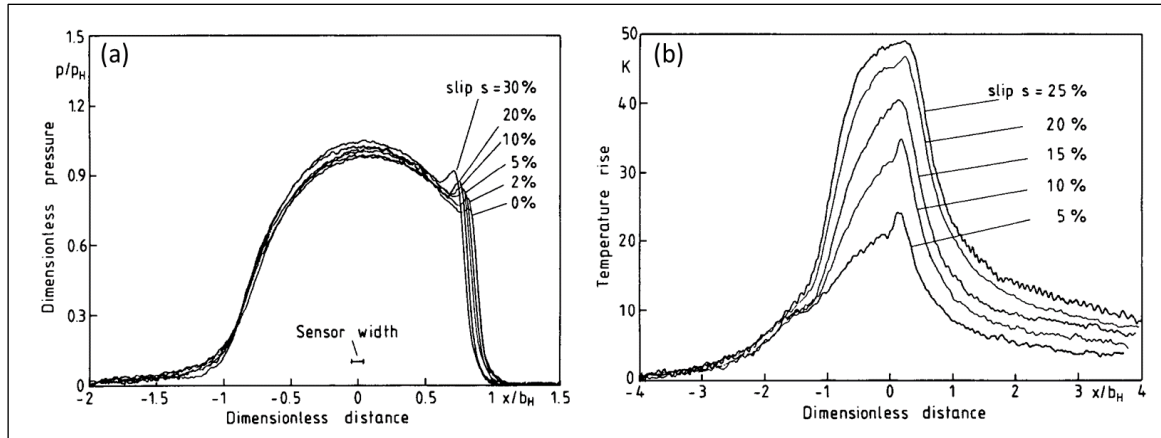 (a)
1.5
p/pH
1.2
0.9
0.6
0.3
0
Dimensionless pressure
slip s=30%
20%
10%
5%
2%
0%
Sensor width
-2 -1.5 -1 -0.5 0 0.5 1 x/bH 1.5
Dimensionless distance
(b)
50
K
40
30
20
10
0
Temperature rise
slip s=25%
20%
15%
10%
5%
-4 -3 -2 -1 0 1 2 3 x/bH 4
Dimensionless distance